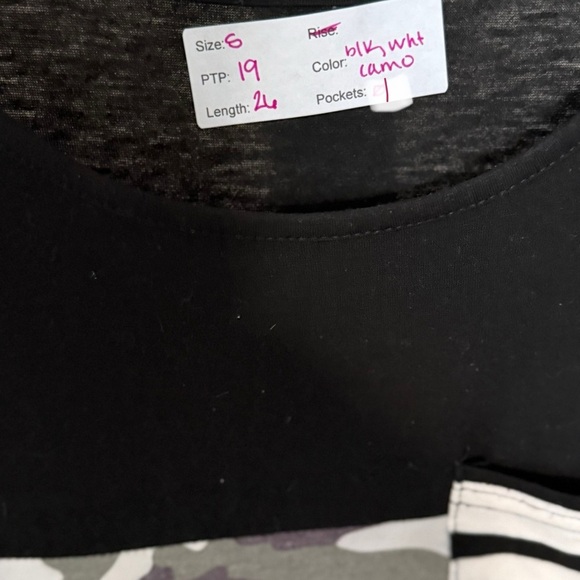 Size: S
Rise:
PTP: 19
Color: blk, wht camo
Length: 26
Pockets: 1